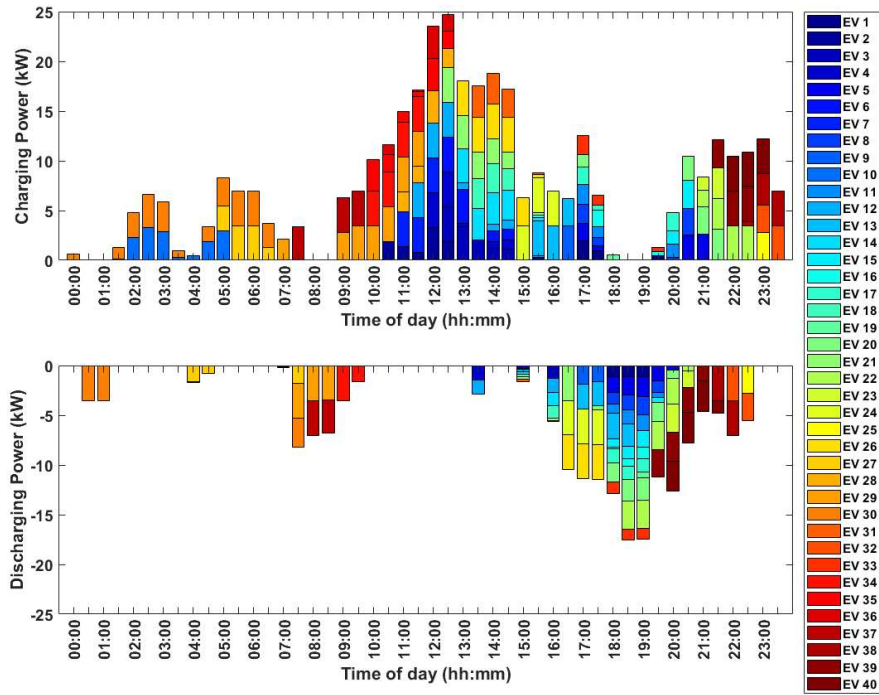 25
20
15
10
5
0
Charging Power (kW)
00:00
01:00
02:00
03:00
04:00
05:00
06:00
07:00
08:00
09:00
10:00
11:00
12:00
13:00
14:00
15:00
16:00
17:00
18:00
19:00
20:00
21:00
22:00
23:00
Time of day (hh:mm)
0
-5
-10
-15
-20
-25
Discharging Power (kW)
00:00
01:00
02:00
03:00
04:00
05:00
06:00
07:00
08:00
09:00
10:00
11:00
12:00
13:00
14:00
15:00
16:00
17:00
18:00
19:00
20:00
21:00
22:00
23:00
Time of day (hh:mm)
EV 1
EV 2
EV 3
EV 4
EV 5
EV 6
EV 7
EV 8
EV 9
EV 10
EV 11
EV 12
EV 13
EV 14
EV 15
EV 16
EV 17
EV 18
EV 19
EV 20
EV 21
EV 22
EV 23
EV 24
EV 25
EV 26
EV 27
EV 28
EV 29
EV 30
EV 31
EV 32
EV 33
EV 34
EV 35
EV 36
EV 37
EV 38
EV 39
EV 40